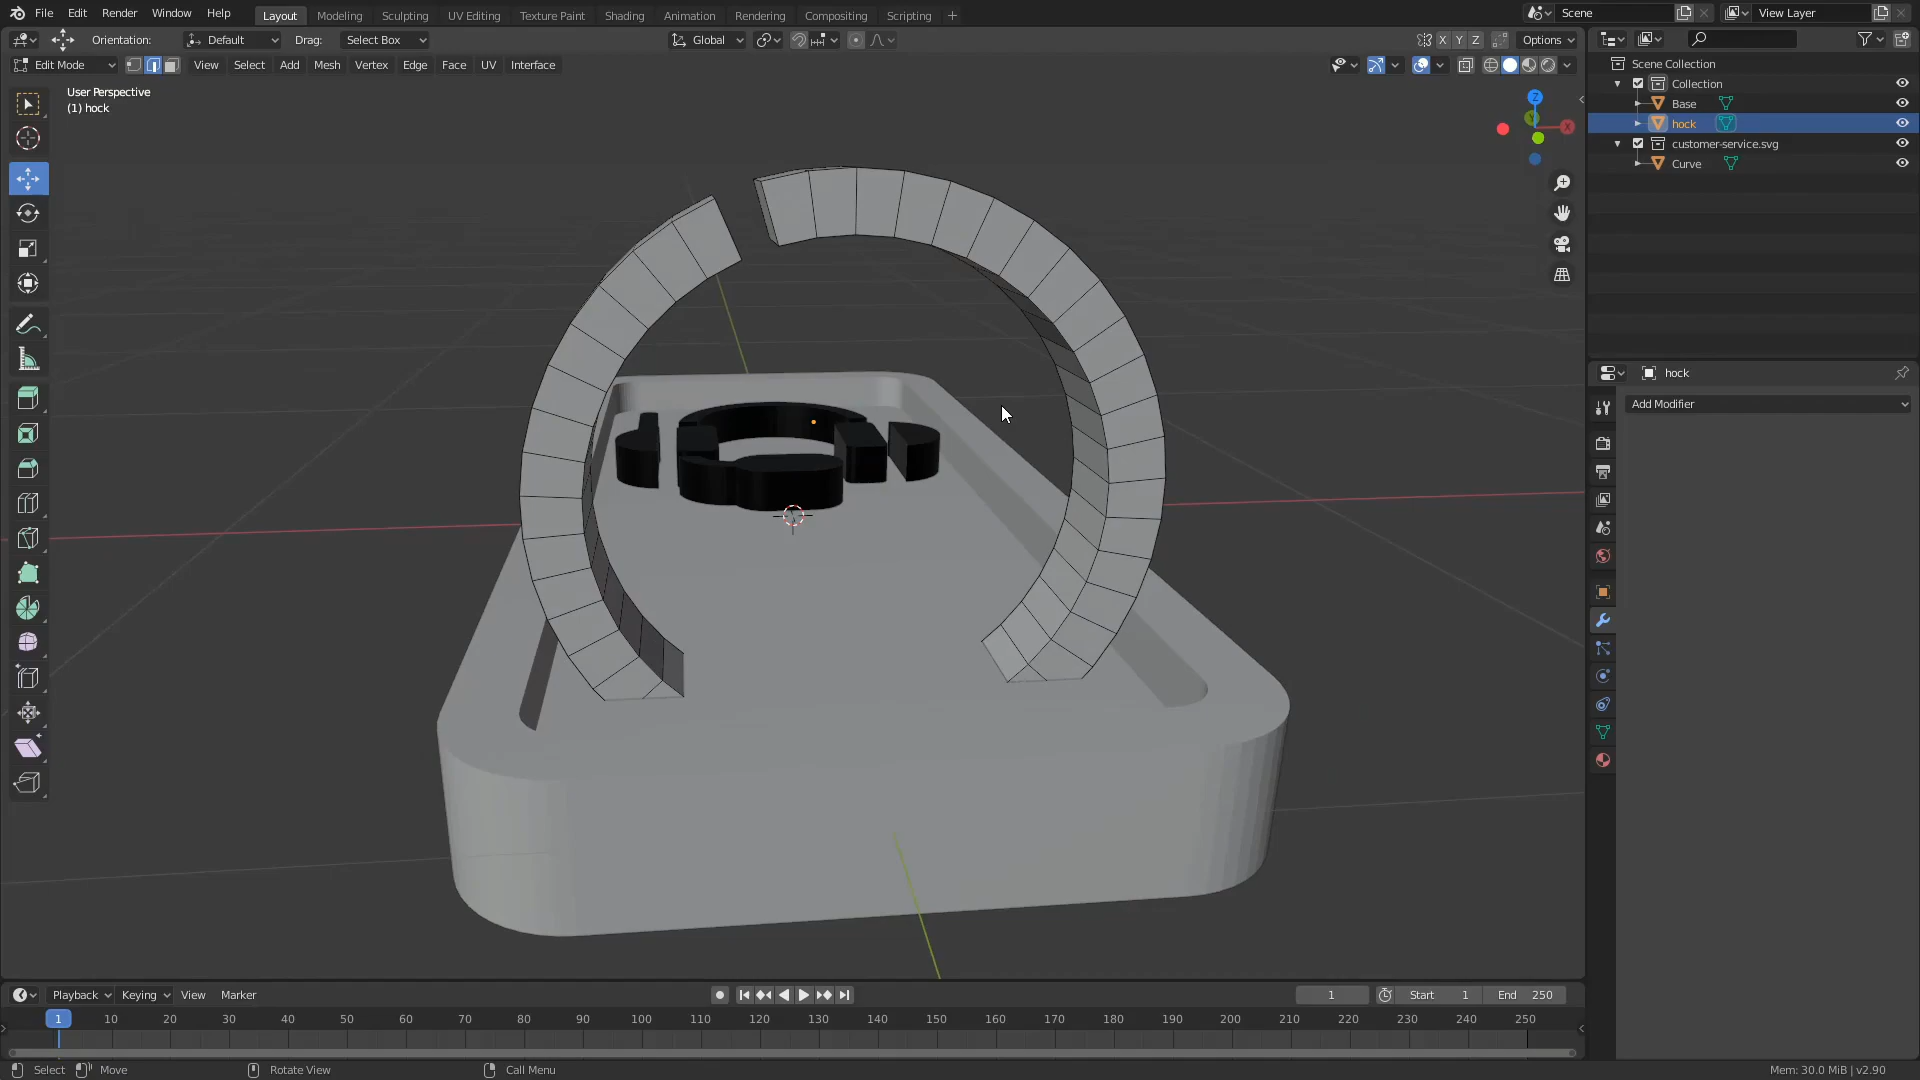 File Edit Render Window Help Layout Modeling Sculpting UV Editing Texture Paint Shading Animation Rendering Compositing Scripting + Scene View Layer
Orientation: Default Drag: Select Box Global X Y Z Options
Edit Mode View Select Add Mesh Vertex Edge Face UV Interface
User Perspective
(1) hock
Z
Y
X
Scene Collection
Collection
Base
hock
customer-service.svg
Curve
hock
Add Modifier
Playback Keying View Marker 1 Start 1 End 250
1 10 20 30 40 50 60 70 80 90 100 110 120 130 140 150 160 170 180 190 200 210 220 230 240 250
Select Move Rotate View Call Menu Mem: 30.0 MiB | v2.90